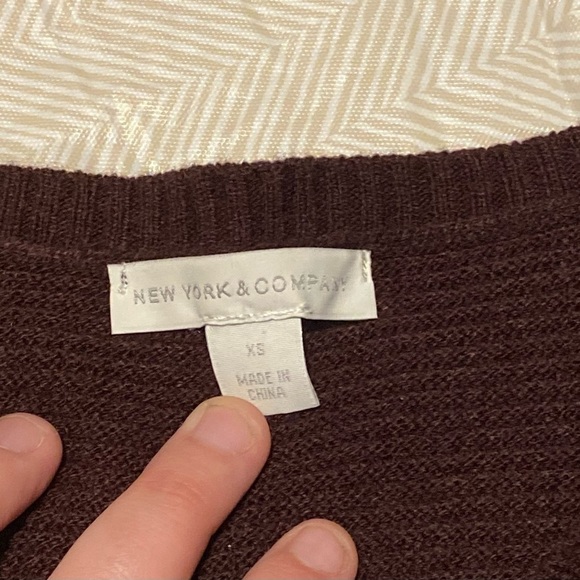 NEW YORK & COMPANY
XS
MADE IN
CHINA